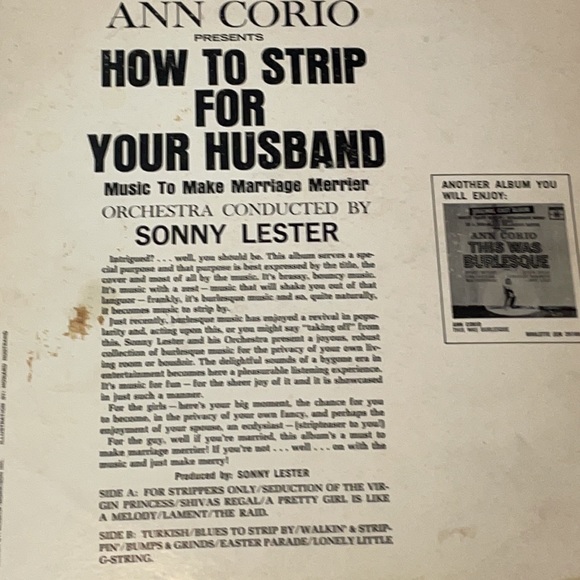 ANN CORIO
PRESENTS
HOW TO STRIP
FOR
YOUR HUSBAND
Music To Make Marriage Merrier
ORCHESTRA CONDUCTED BY
SONNY LESTER
Intrigued? . . . well, you should be. This album serves a spe-
cial purpose and that purpose is best expressed by the title, the
cover and most of all by the music. It's brassy, bouncy music.
It's music with a zest – music that will shake you out of that
languor – frankly, it's burlesque music and so, quite naturally,
it becomes music to strip by.
Just recently, burlesque music has enjoyed a revival in popu-
larity and, acting upon this, or you might say "taking off" from
this, Sonny Lester and his Orchestra present a joyous, robust
collection of burlesque music for the privacy of your own liv-
ing room or boudoir. The delightful sounds of a bygone era in
entertainment becomes here a pleasurable listening experience.
It's music for fun – for the sheer joy of it and it is showcased
in just such a manner.
For the girls – here's your big moment, the chance for you
to become, in the privacy of your own fancy, and perhaps the
enjoyment of your spouse, an ecdysiast – (stripteaser to you!)
For the guy, well if you're married, this album's a must to
make marriage merrier! If you're not . . . well . . . on with the
music and just make merry!
Produced by: SONNY LESTER
SIDE A: FOR STRIPPERS ONLY/SEDUCTION OF THE VIR-
GIN PRINCESS/SHIVAS REGAL/A PRETTY GIRL IS LIKE
A MELODY/LAMENT/THE RAID.
SIDE B: TURKISH/BLUES TO STRIP BY/WALKIN' & STRIP-
PIN'/BUMPS & GRINDS/EASTER PARADE/LONELY LITTLE
G-STRING.
ANOTHER ALBUM YOU
WILL ENJOY:
ANN CORIO
THIS WAS
BURLESQUE
ANN CORIO
THIS WAS BURLESQUE